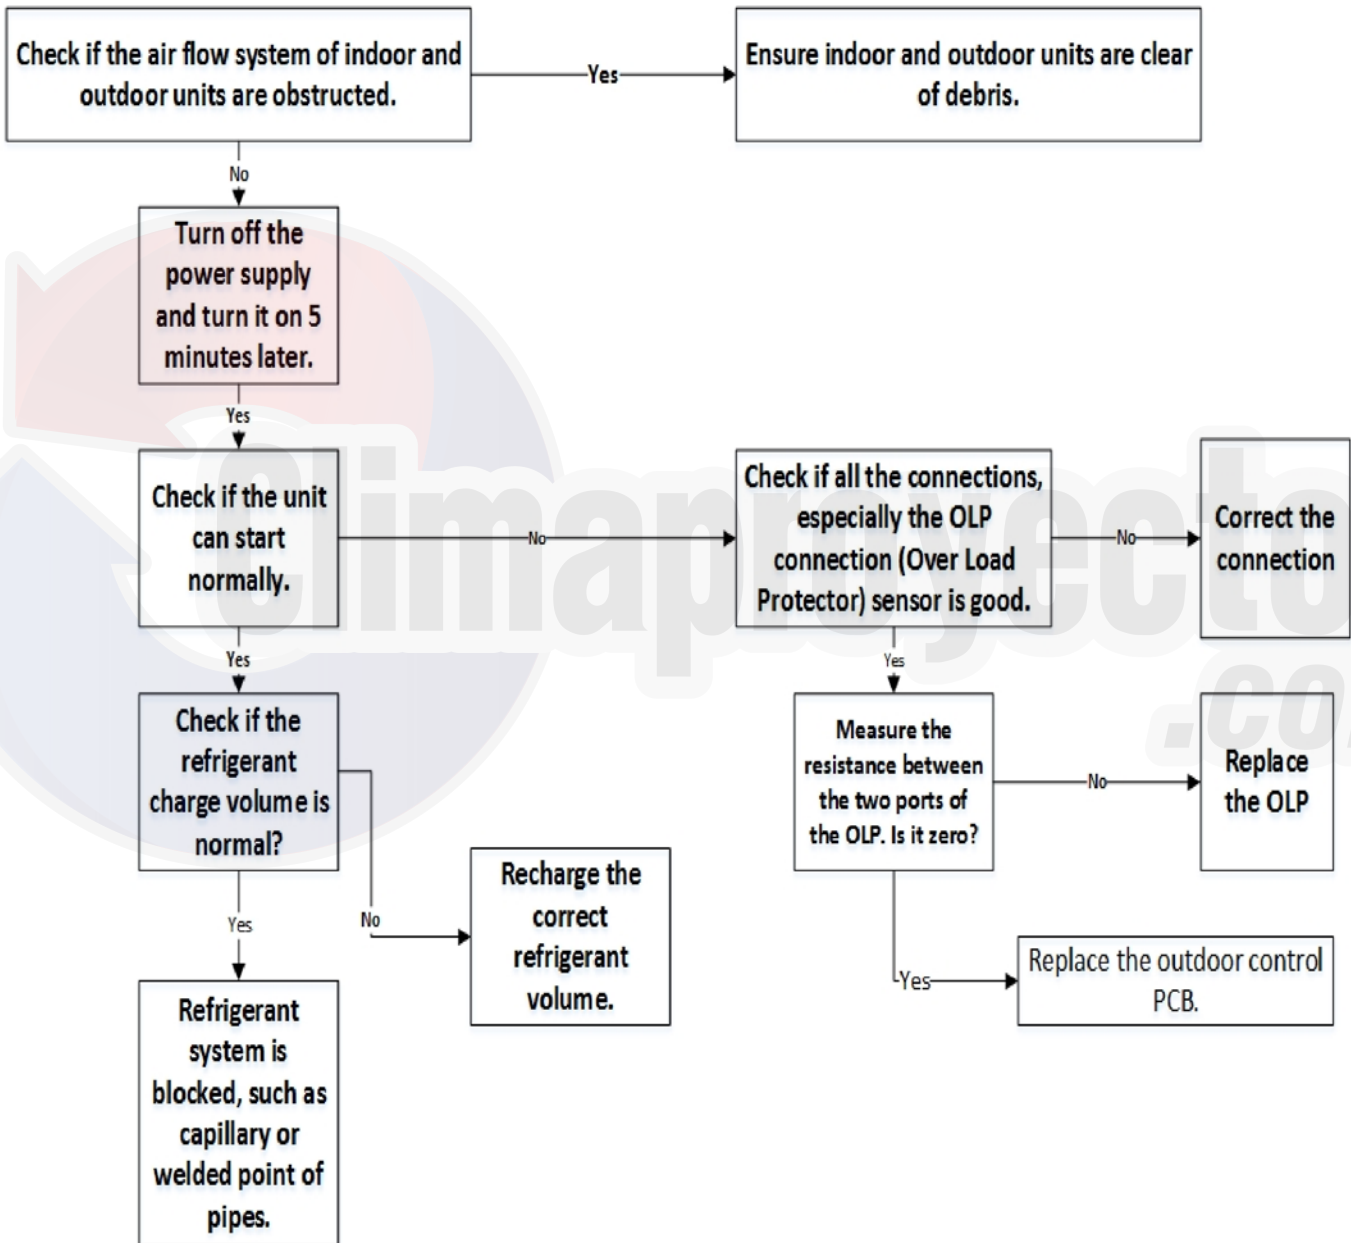 Check if the air flow system of indoor and
outdoor units are obstructed.
Yes
Ensure indoor and outdoor units are clear
of debris.
No
Turn off the
power supply
and turn it on 5
minutes later.
Yes
Check if the unit
can start
normally.
No
Check if all the connections,
especially the OLP
connection (Over Load
Protector) sensor is good.
No
Correct the
connection
Yes
Yes
Check if the
refrigerant
charge volume is
normal?
Measure the
resistance between
the two ports of
the OLP. Is it zero?
No
Replace
the OLP
No
Recharge the
correct
refrigerant
volume.
Yes
Replace the outdoor control
PCB.
Yes
Refrigerant
system is
blocked, such as
capillary or
welded point of
pipes.
Climaproyecto
.co